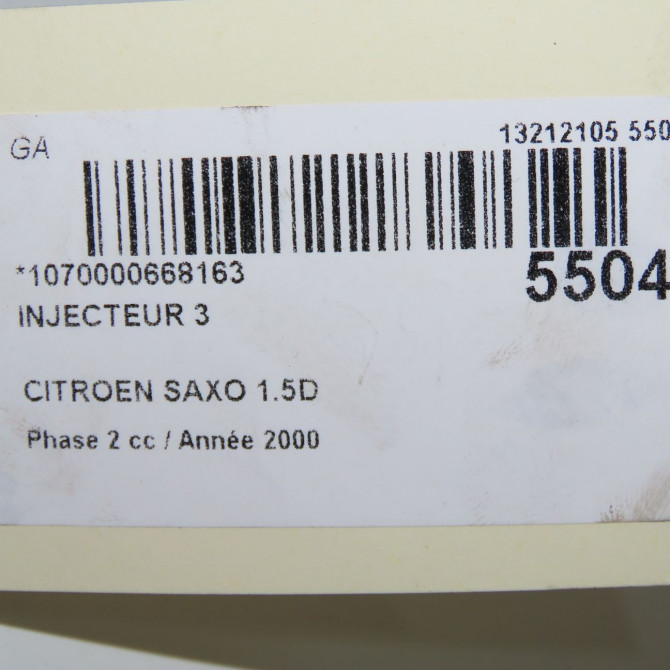 GA
13212105 550
*1070000668163
5504
INJECTEUR 3
CITROEN SAXO 1.5D
Phase 2 cc / Année 2000